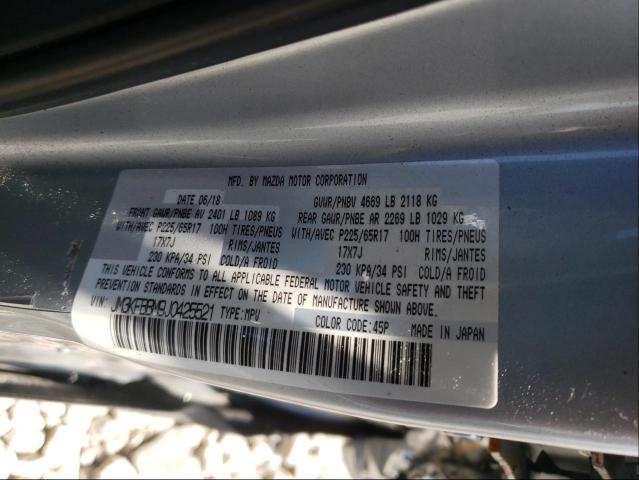 MFD. BY MAZDA MOTOR CORPORATION
DATE 06/18 GVWR/PNBV 4669 LB 2118 KG
FRONT GAWR/PNBE AV 2401 LB 1089 KG REAR GAWR/PNBE AR 2269 LB 1029 KG
WITH/AVEC P225/65R17 100H TIRES/PNEUS WITH/AVEC P225/65R17 100H TIRES/PNEUS
17X7J RIMS/JANTES 17X7J RIMS/JANTES
230 KPA/34 PSI COLD/A FROID 230 KPA/34 PSI COLD/A FROID
THIS VEHICLE CONFORMS TO ALL APPLICABLE FEDERAL MOTOR VEHICLE SAFETY AND THEFT
PREVENTION STANDARDS IN EFFECT ON THE DATE OF MANUFACTURE SHOWN ABOVE.
VIN: JM3KFBBM9J0425521 TYPE:MPV
COLOR CODE:45P MADE IN JAPAN